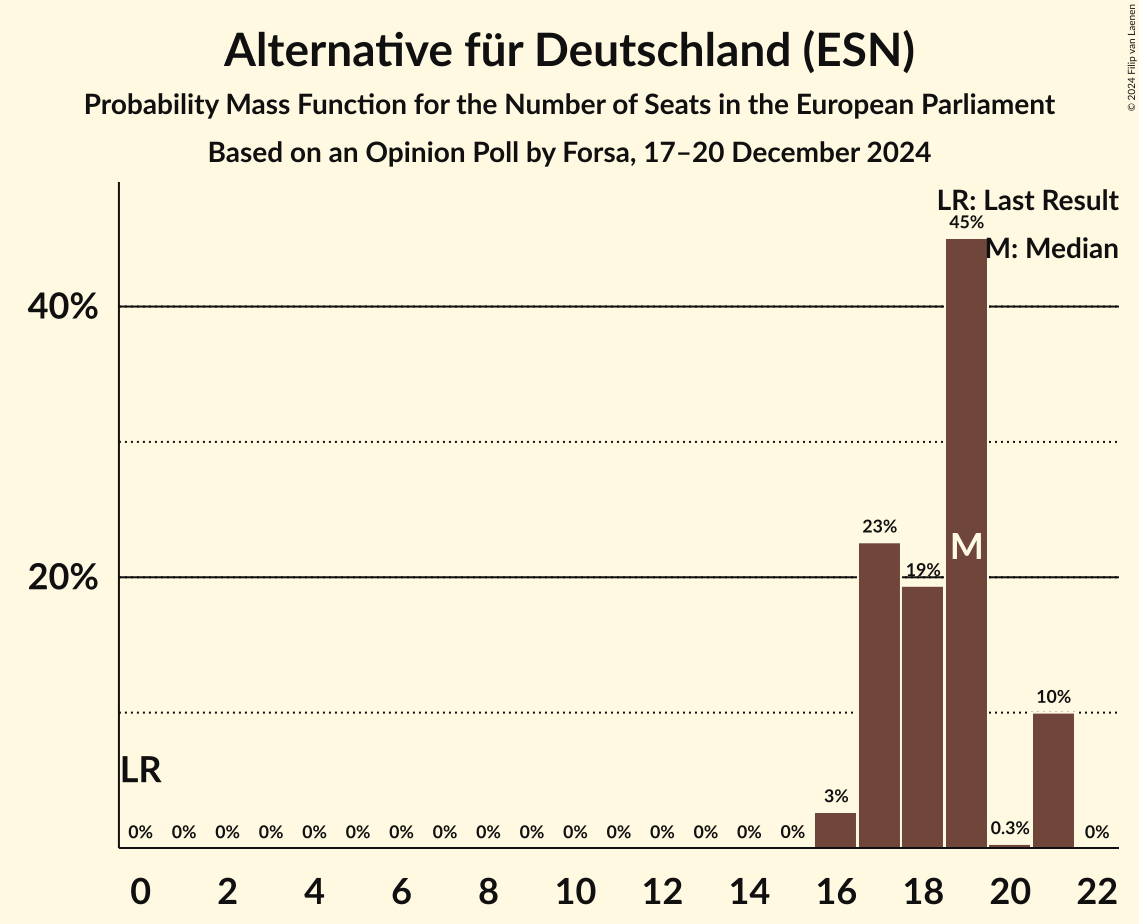 Alternative für Deutschland (ESN)
Probability Mass Function for the Number of Seats in the European Parliament
Based on an Opinion Poll by Forsa, 17–20 December 2024
© 2024 Filip van Laenen
LR: Last Result
M: Median
45%
40%
23%
M
20%
19%
10%
LR
3%
0% 0% 0% 0% 0% 0% 0% 0% 0% 0% 0% 0% 0% 0% 0% 0% 0.3% 0%
0 2 4 6 8 10 12 14 16 18 20 22